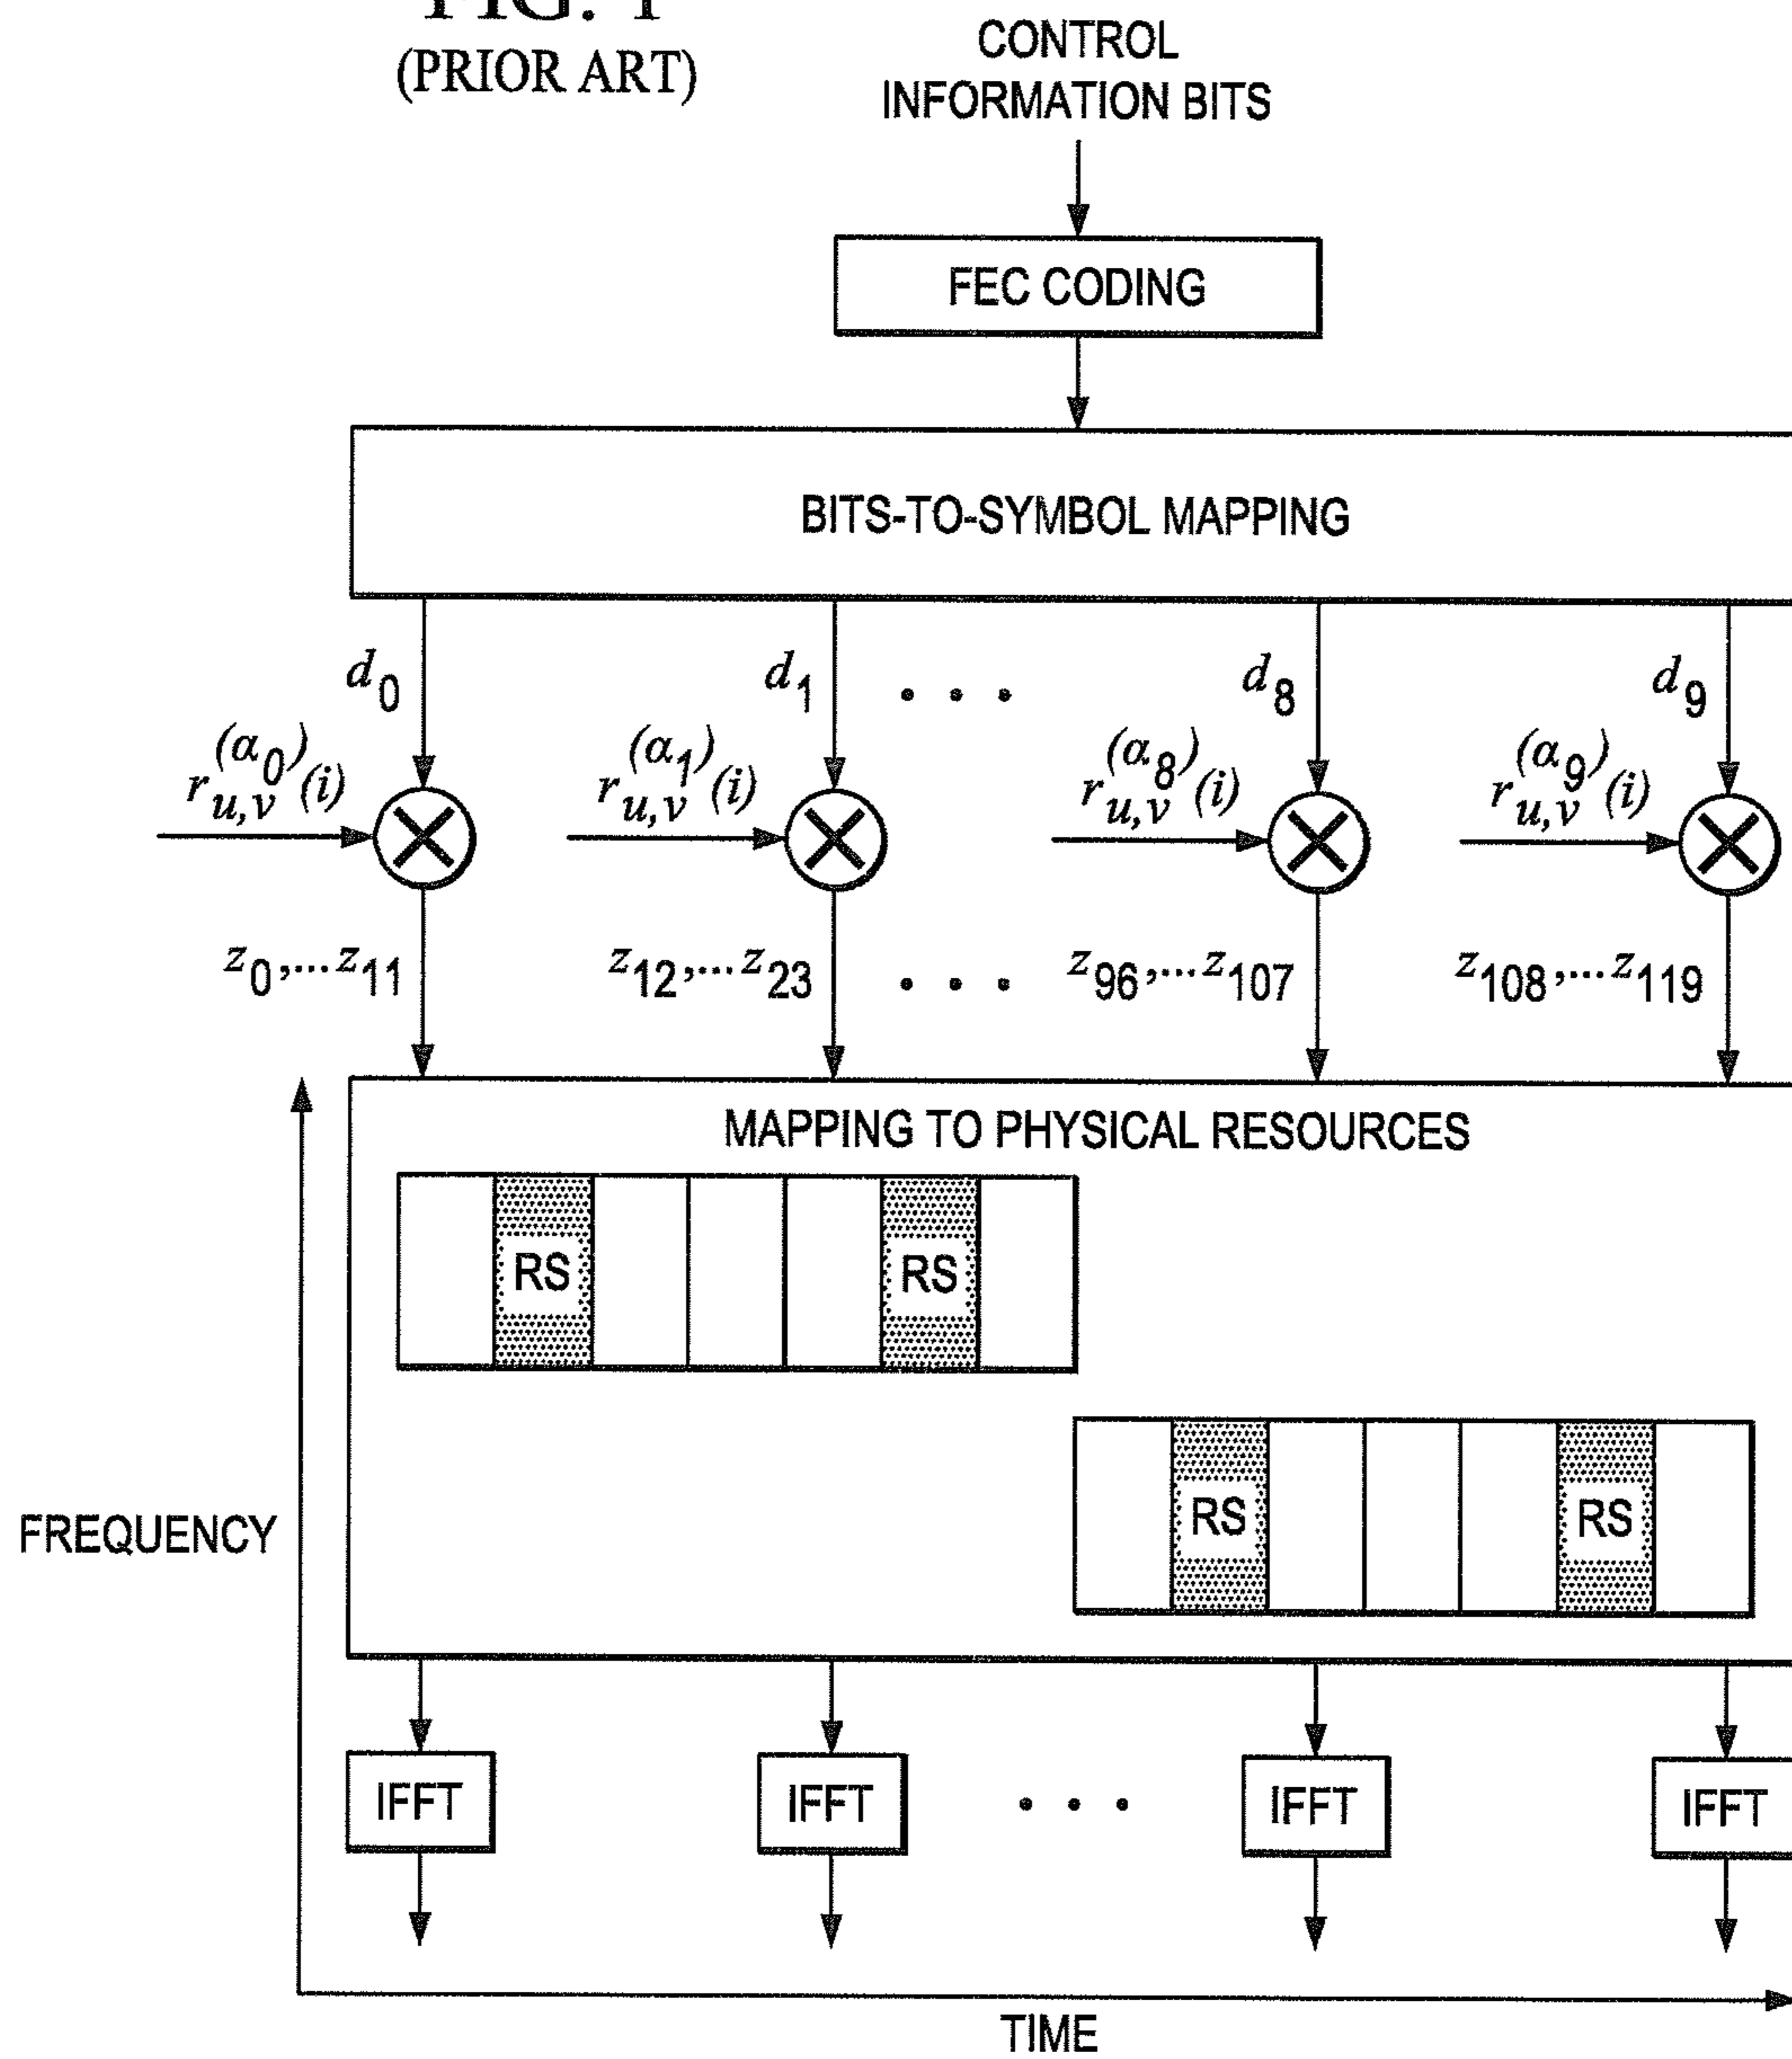 FIG. 1
(PRIOR ART)
CONTROL
INFORMATION BITS
FEC CODING
BITS-TO-SYMBOL MAPPING
d0 d1 . . . d8 d9
r u,v (α0) (i) r u,v (α1) (i) r u,v (α8) (i) r u,v (α9) (i)
z0,...z11 z12,...z23 . . . z96,...z107 z108,...z119
MAPPING TO PHYSICAL RESOURCES
RS RS
RS RS
FREQUENCY
IFFT IFFT . . . IFFT IFFT
TIME